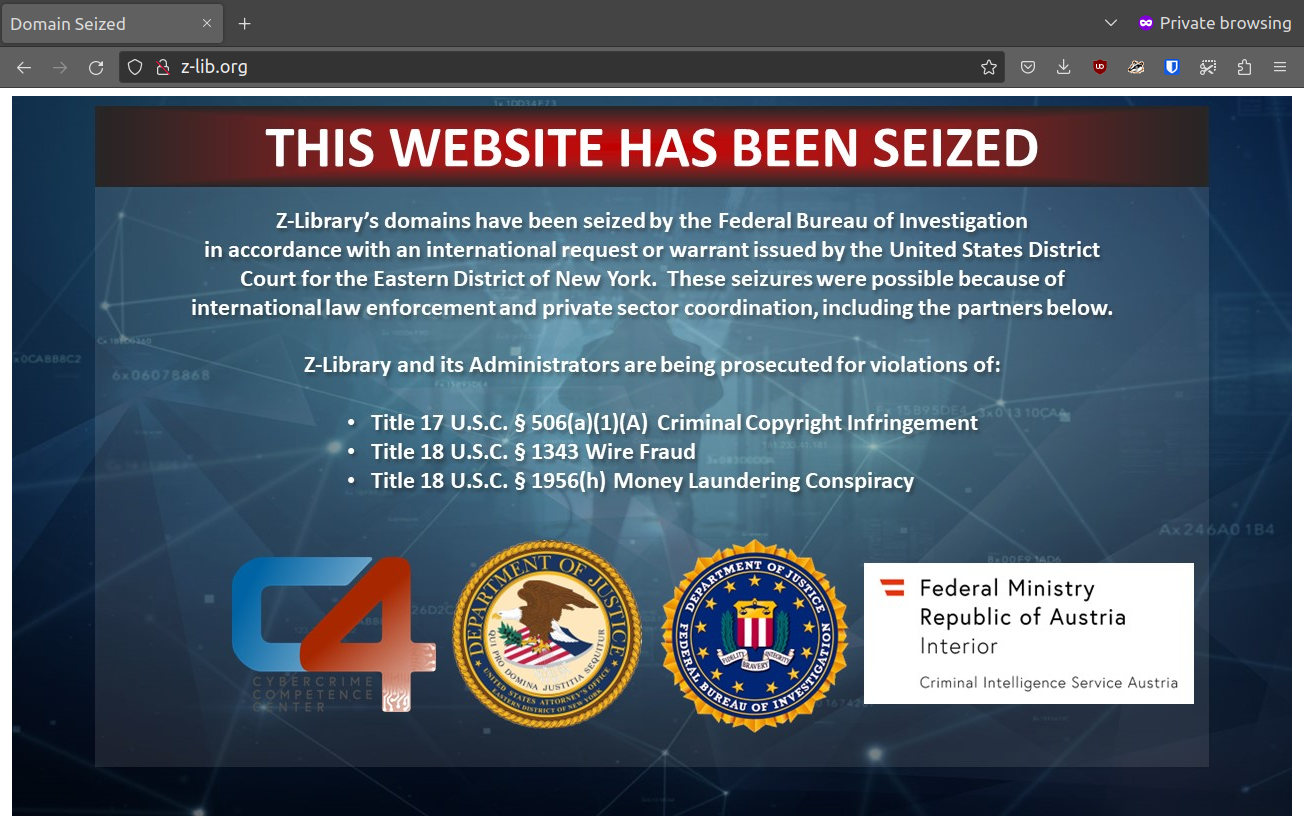 Domain Seized
Private browsing
z-lib.org
THIS WEBSITE HAS BEEN SEIZED
Z-Library’s domains have been seized by the Federal Bureau of Investigation
in accordance with an international request or warrant issued by the United States District
Court for the Eastern District of New York. These seizures were possible because of
international law enforcement and private sector coordination, including the partners below.
Z-Library and its Administrators are being prosecuted for violations of:
• Title 17 U.S.C. § 506(a)(1)(A) Criminal Copyright Infringement
• Title 18 U.S.C. § 1343 Wire Fraud
• Title 18 U.S.C. § 1956(h) Money Laundering Conspiracy
0CABB8C2
6x06078868
Ax246A01B4
C4
CYBERCRIME
COMPETENCE
CENTER
DEPARTMENT OF JUSTICE
QUI PRO DOMINA JUSTITIA SEQUITUR
UNITED STATES ATTORNEY'S OFFICE
EASTERN DISTRICT OF NEW YORK
DEPARTMENT OF JUSTICE
FIDELITY BRAVERY INTEGRITY
FEDERAL BUREAU OF INVESTIGATION
Federal Ministry
Republic of Austria
Interior
Criminal Intelligence Service Austria